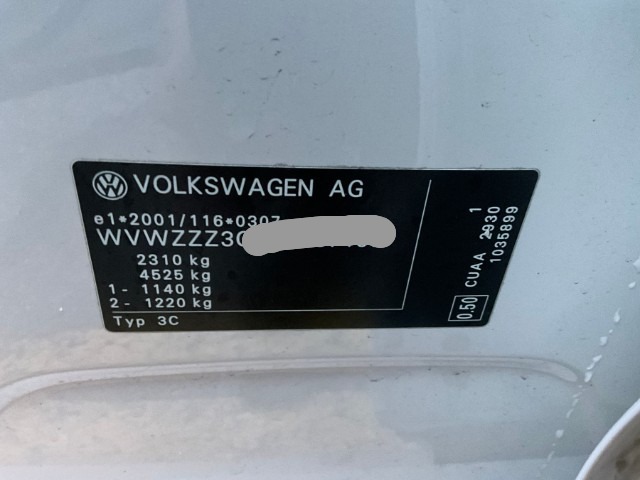 VOLKSWAGEN AG
e1*2001/116*0307
WVWZZZ3C
2310 kg
4525 kg
1 - 1140 kg
2 - 1220 kg
Typ 3C
1
CUAA 2930
1035899
0.50